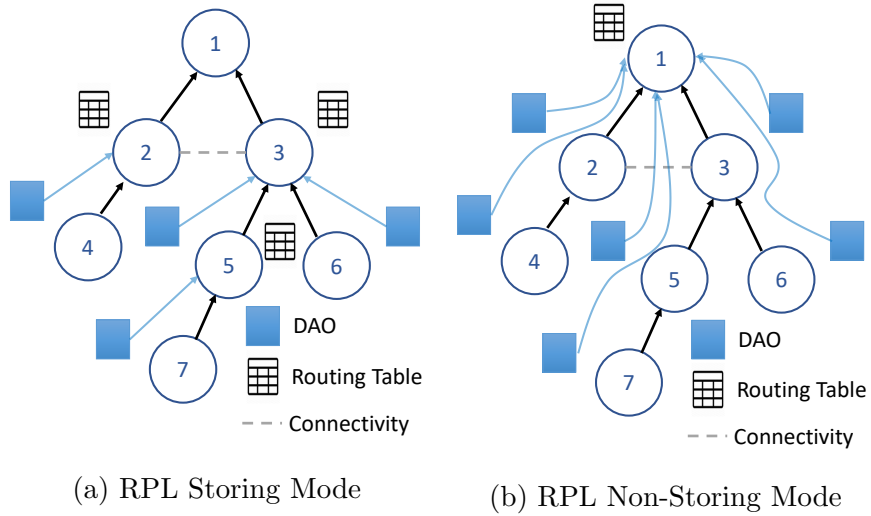 1
2
3
4
5
6
7
DAO
Routing Table
Connectivity
(a) RPL Storing Mode
1
2
3
4
5
6
7
DAO
Routing Table
Connectivity
(b) RPL Non-Storing Mode